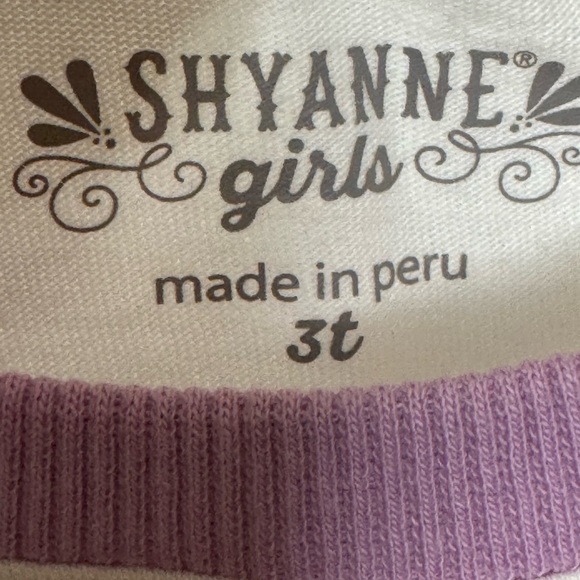 SHYANNE®
girls
made in peru
3t